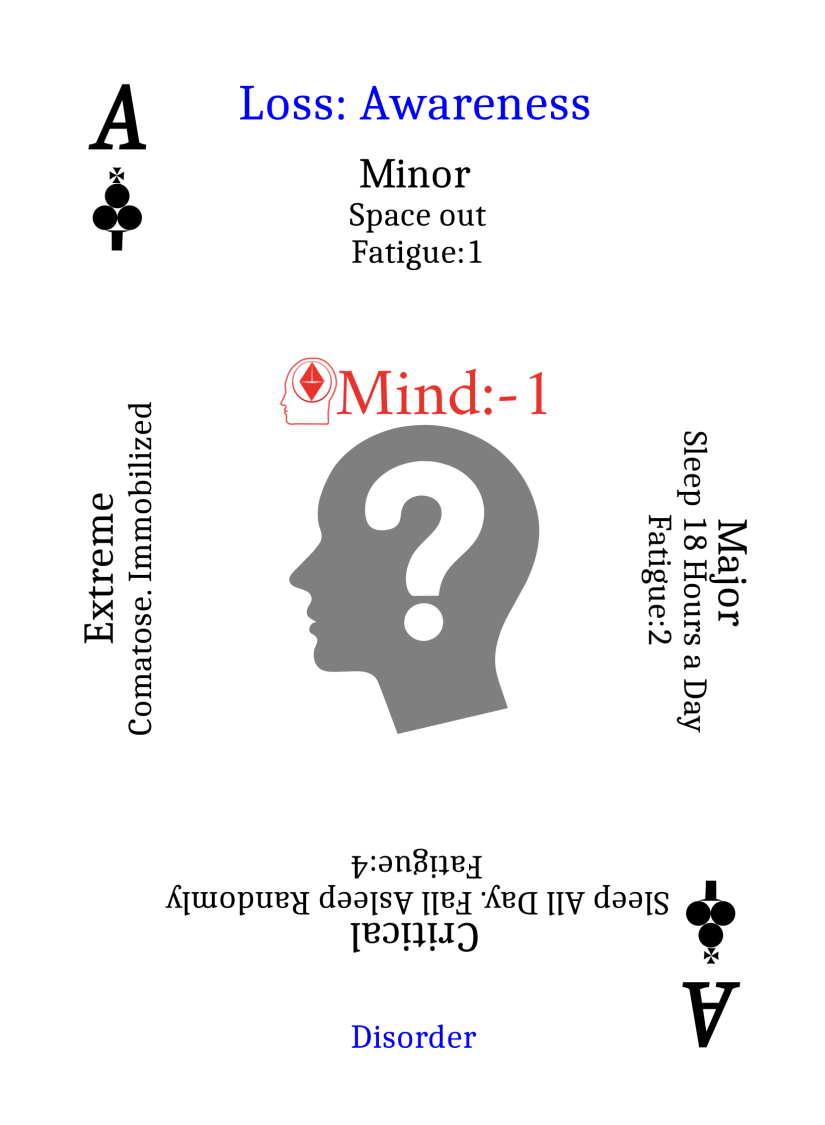 A
Loss: Awareness
Minor
Space out
Fatigue:1
Mind:-1
Extreme
Comatose. Immobilized
Major
Sleep 18 Hours a Day
Fatigue:2
Critical
Sleep All Day. Fall Asleep Randomly
Fatigue:4
A
Disorder